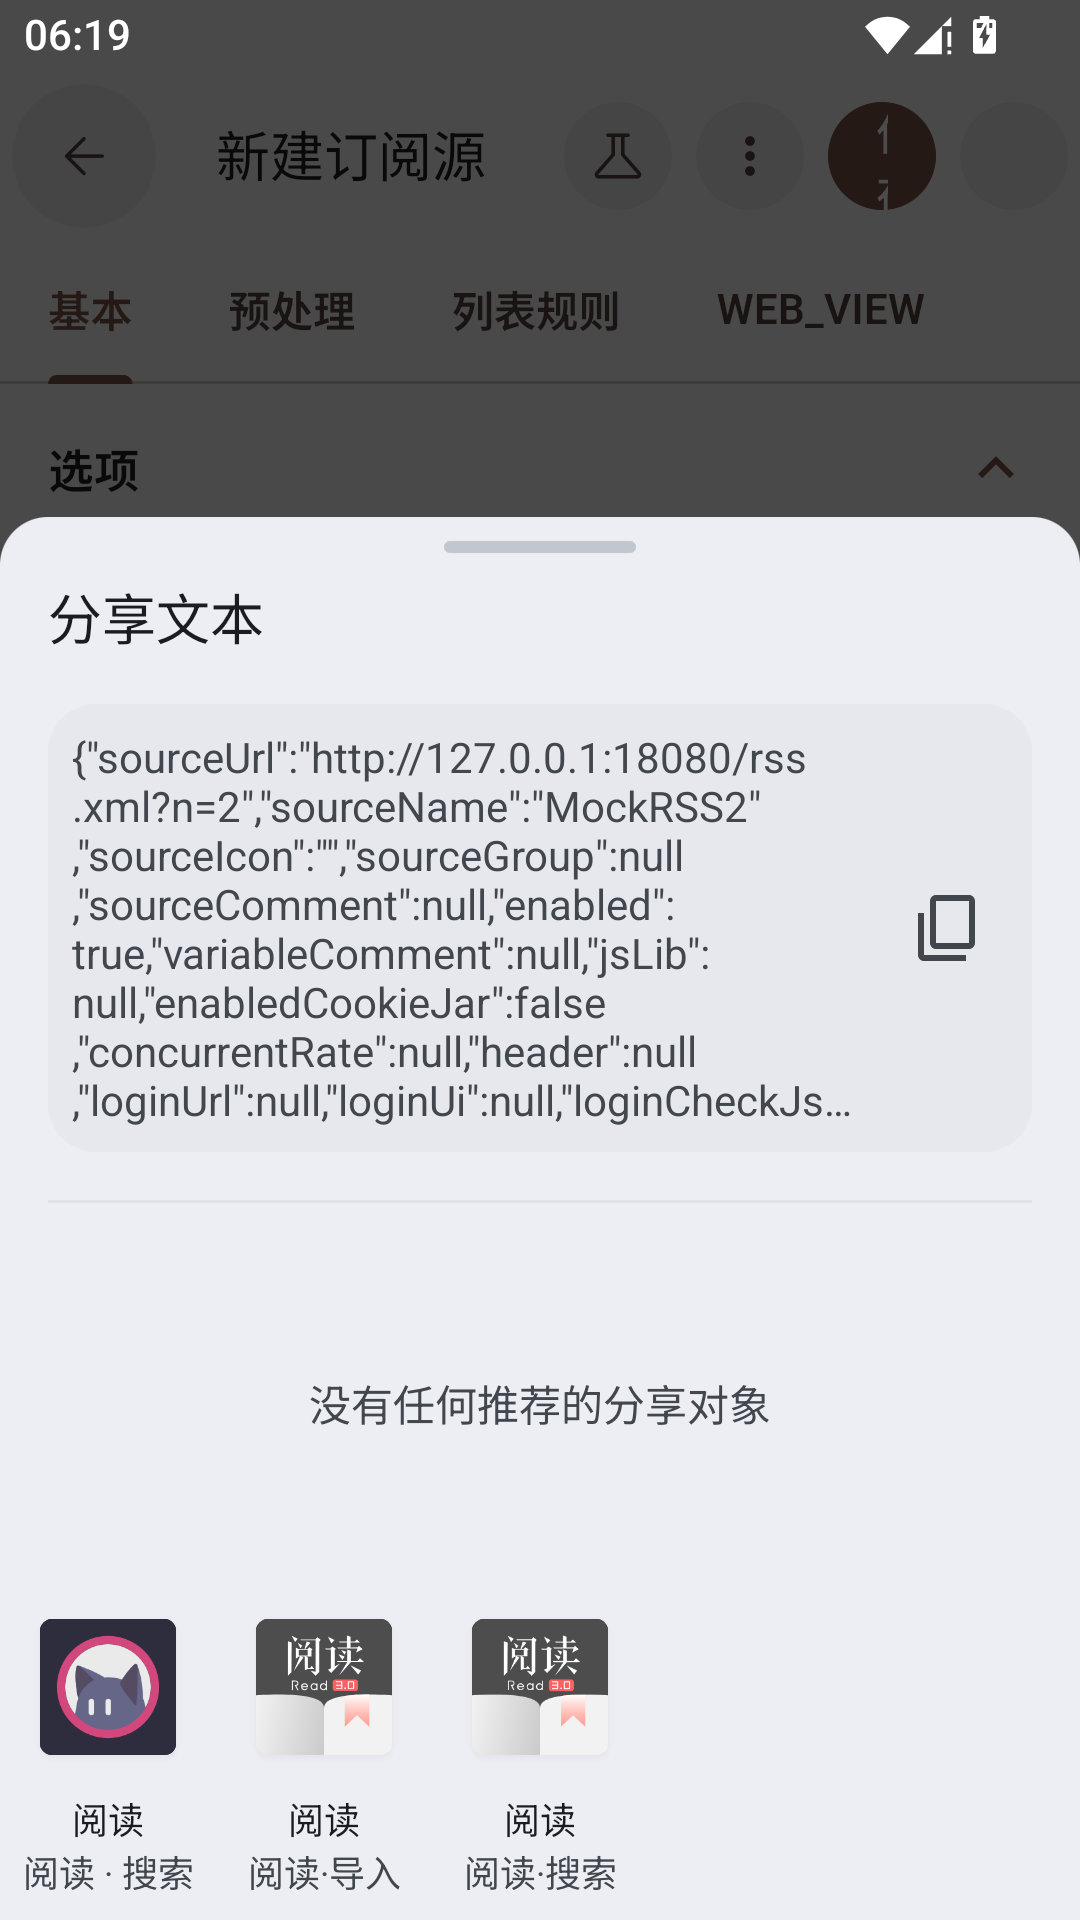 06:19
新建订阅源
基本 预处理 列表规则 WEB_VIEW
选项
分享文本
{"sourceUrl":"http://127.0.0.1:18080/rss
.xml?n=2","sourceName":"MockRSS2"
,"sourceIcon":"","sourceGroup":null
,"sourceComment":null,"enabled":
true,"variableComment":null,"jsLib":
null,"enabledCookieJar":false
,"concurrentRate":null,"header":null
,"loginUrl":null,"loginUi":null,"loginCheckJs…
没有任何推荐的分享对象
阅读 阅读
Read 3.0 Read 3.0
阅读 阅读 阅读
阅读 · 搜索 阅读·导入 阅读·搜索